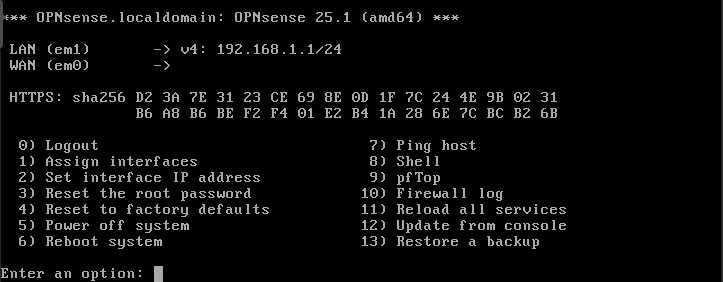 *** OPNsense.localdomain: OPNsense 25.1 (amd64) ***
LAN (em1) -> v4: 192.168.1.1/24
WAN (em0) ->
HTTPS: sha256 D2 3A 7E 31 23 CE 69 8E 0D 1F 7C 24 4E 9B 02 31
B6 A8 B6 BE F2 F4 01 E2 B4 1A 28 6E 7C BC B2 6B
0) Logout 7) Ping host
1) Assign interfaces 8) Shell
2) Set interface IP address 9) pfTop
3) Reset the root password 10) Firewall log
4) Reset to factory defaults 11) Reload all services
5) Power off system 12) Update from console
6) Reboot system 13) Restore a backup
Enter an option: